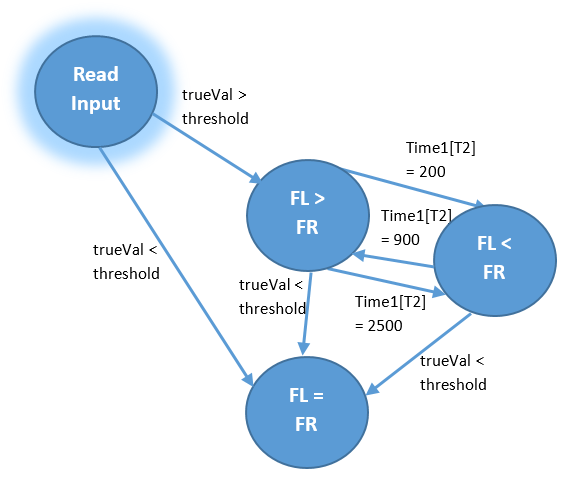 Read
Input
trueVal >
threshold
Time1[T2]
= 200
FL >
FR
Time1[T2]
= 900
FL <
FR
trueVal <
threshold
trueVal <
threshold
Time1[T2]
= 2500
trueVal <
threshold
FL =
FR